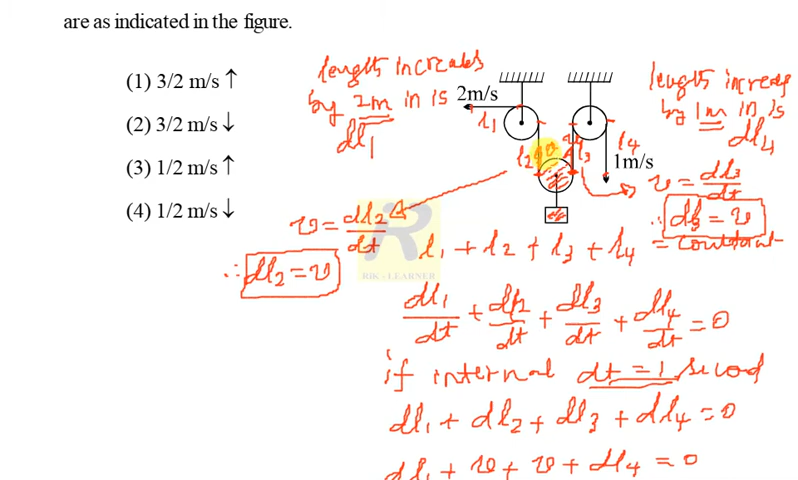 are as indicated in the figure.
(1) 3/2 m/s ↑
(2) 3/2 m/s ↓
(3) 1/2 m/s ↑
(4) 1/2 m/s ↓
length increases
by 2m in 1s
dl₁
2m/s
l₁
l₂
l₃
l₄
1m/s
length increases
by 1m in 1s
dl₄
v = dl₃/dt
∴ dl₃ = v
v = dl₂/dt
∴ dl₂ = v
RIK - LEARNER
l₁ + l₂ + l₃ + l₄ = constant
dl₁/dt + dl₂/dt + dl₃/dt + dl₄/dt = 0
if internal dt = 1 second
dl₁ + dl₂ + dl₃ + dl₄ = 0
dl₁ + v + v + dl₄ = 0